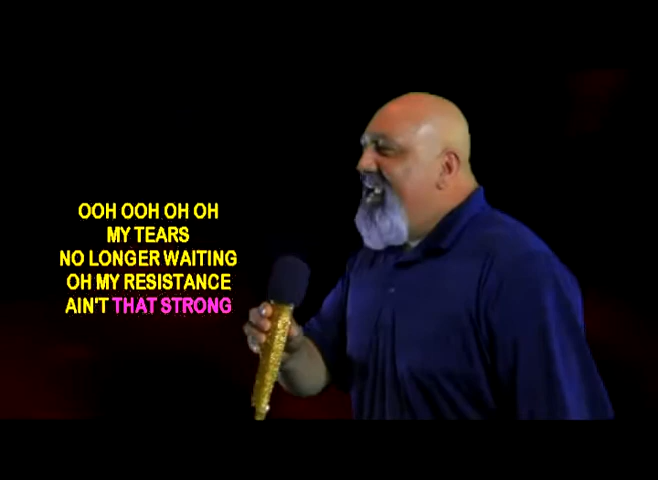 OOH OOH OH OH
MY TEARS
NO LONGER WAITING
OH MY RESISTANCE
AIN'T THAT STRONG